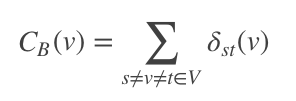 C_B(v) = ∑_{s≠v≠t∈V} δ_{st}(v)